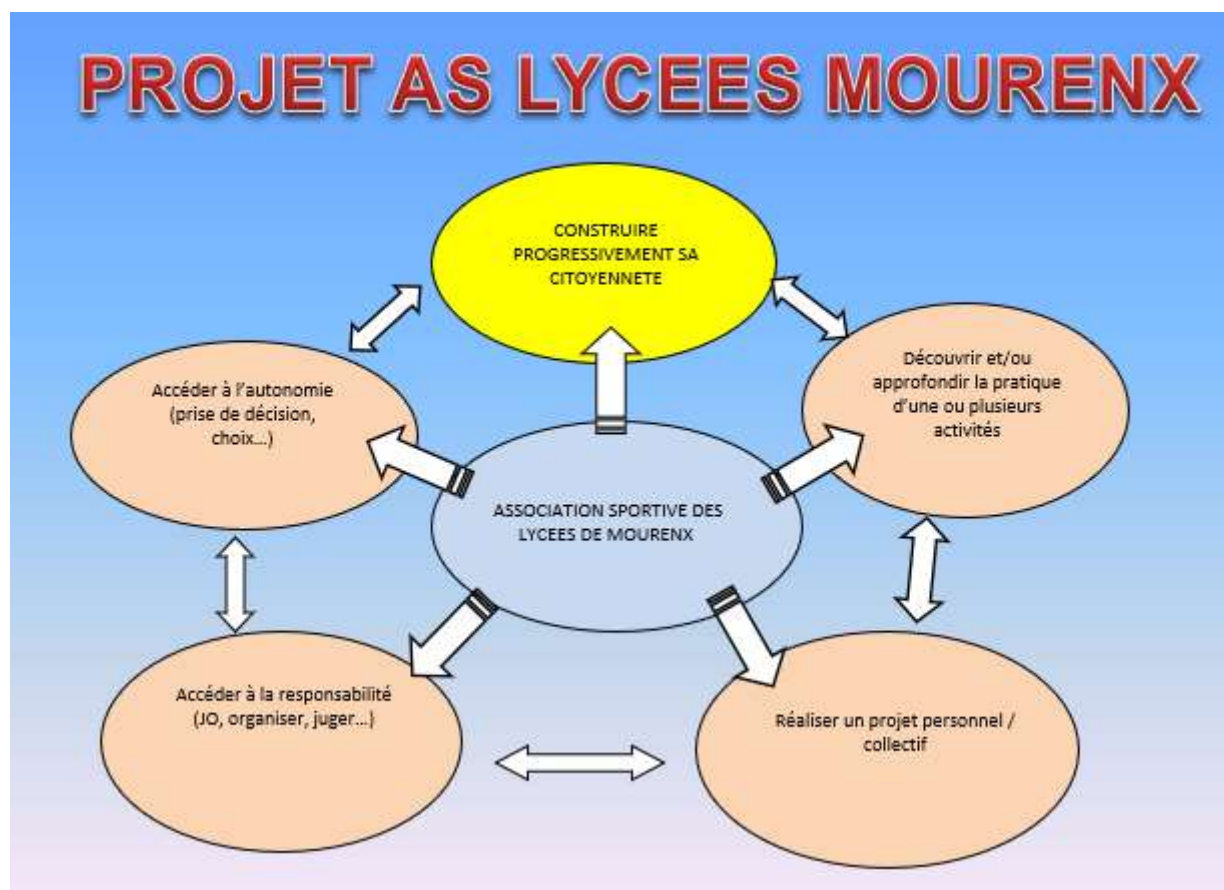 PROJET AS LYCEES MOURENX
CONSTRUIRE
PROGRESSIVEMENT SA
CITOYENNETE
Accéder à l'autonomie
(prise de décision,
choix...)
Découvrir et/ou
approfondir la pratique
d'une ou plusieurs
activités
ASSOCIATION SPORTIVE DES
LYCEES DE MOURENX
Accéder à la responsabilité
(JO, organiser, juger...)
Réaliser un projet personnel /
collectif